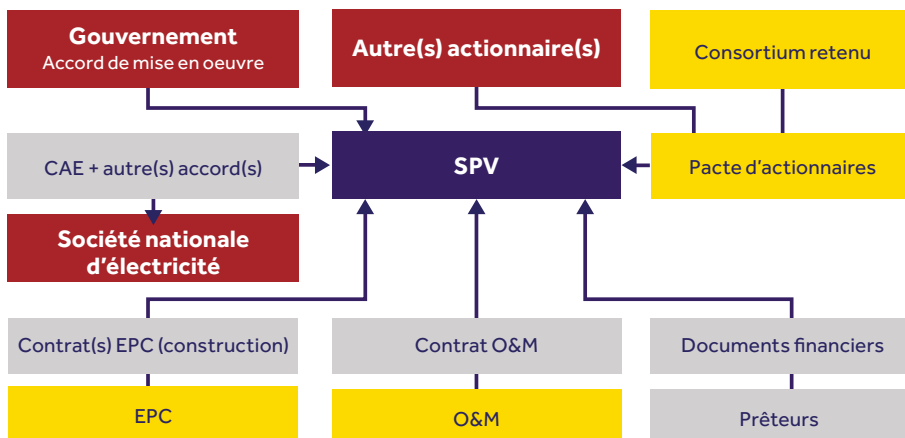 Gouvernement
Accord de mise en oeuvre
Autre(s) actionnaire(s)
Consortium retenu
CAE + autre(s) accord(s)
SPV
Pacte d'actionnaires
Société nationale
d'électricité
Contrat(s) EPC (construction)
Contrat O&M
Documents financiers
EPC
O&M
Prêteurs